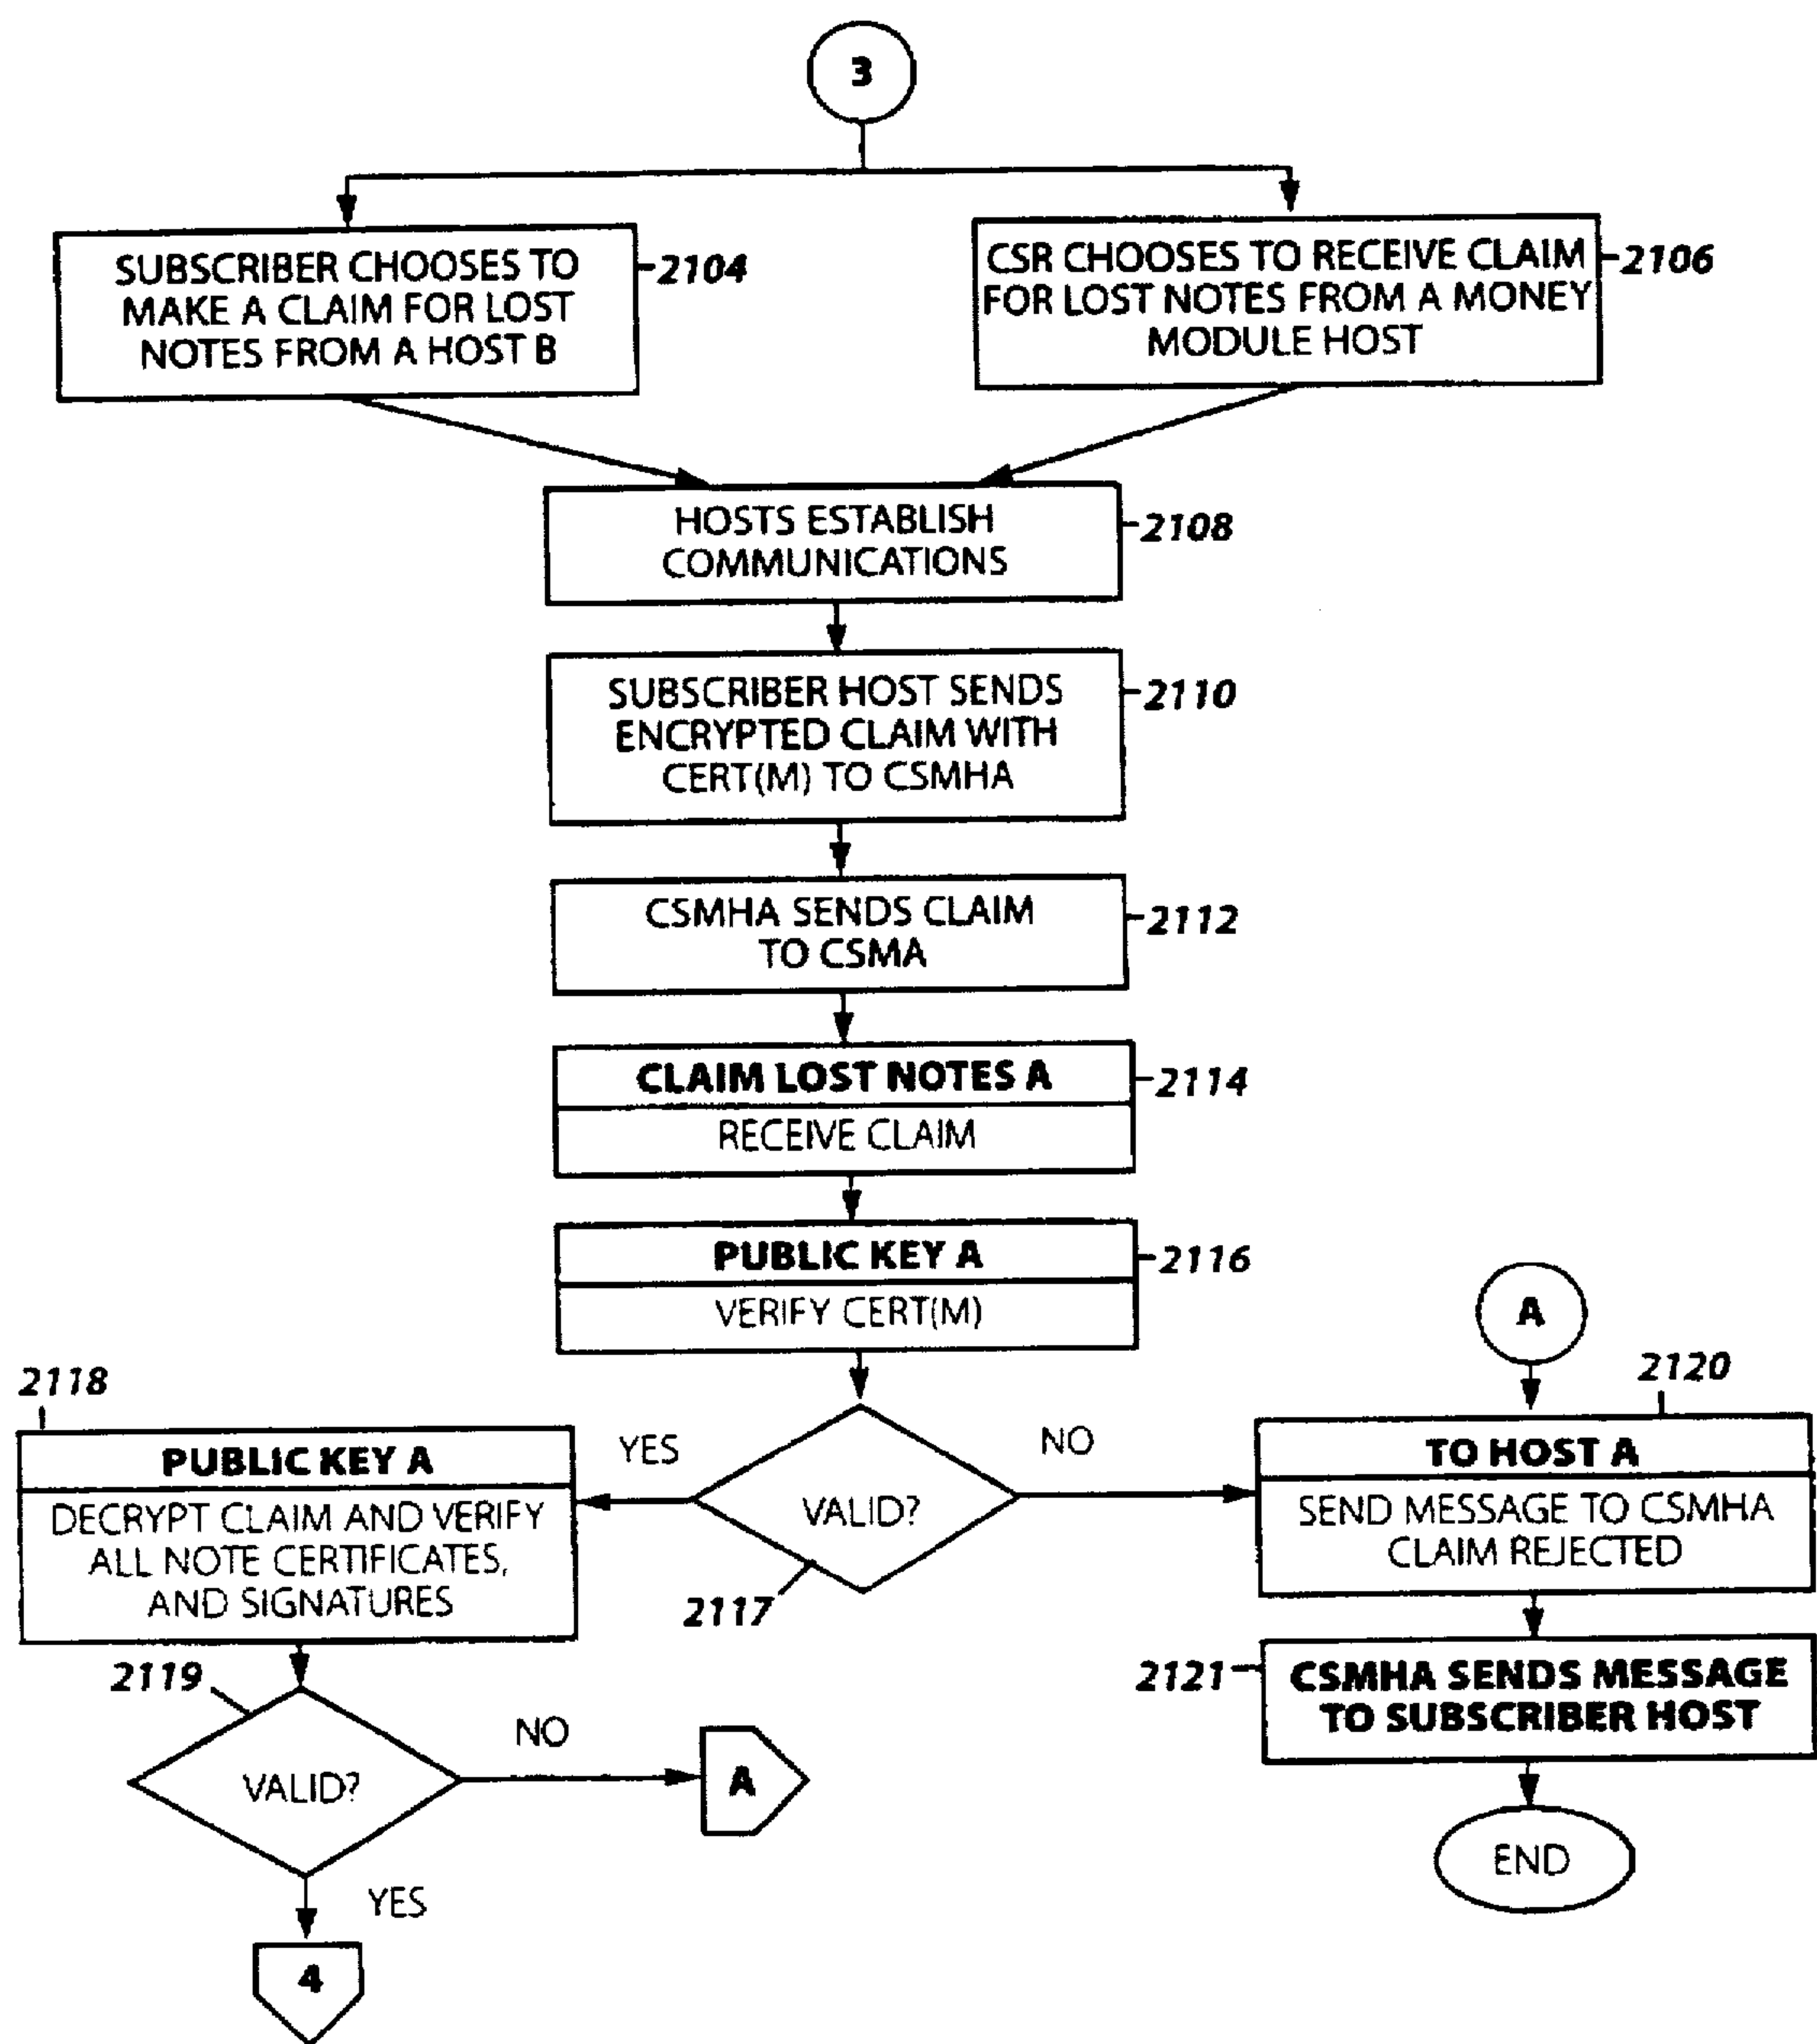 3
SUBSCRIBER CHOOSES TO
MAKE A CLAIM FOR LOST
NOTES FROM A HOST B
2104
CSR CHOOSES TO RECEIVE CLAIM
FOR LOST NOTES FROM A MONEY
MODULE HOST
2106
HOSTS ESTABLISH
COMMUNICATIONS
2108
SUBSCRIBER HOST SENDS
ENCRYPTED CLAIM WITH
CERT(M) TO CSMHA
2110
CSMHA SENDS CLAIM
TO CSMA
2112
CLAIM LOST NOTES A
2114
RECEIVE CLAIM
PUBLIC KEY A
2116
VERIFY CERT(M)
A
2118
2120
PUBLIC KEY A
DECRYPT CLAIM AND VERIFY
ALL NOTE CERTIFICATES,
AND SIGNATURES
YES
VALID?
NO
2117
TO HOST A
SEND MESSAGE TO CSMHA
CLAIM REJECTED
2121
CSMHA SENDS MESSAGE
TO SUBSCRIBER HOST
2119
VALID?
NO
A
END
YES
4